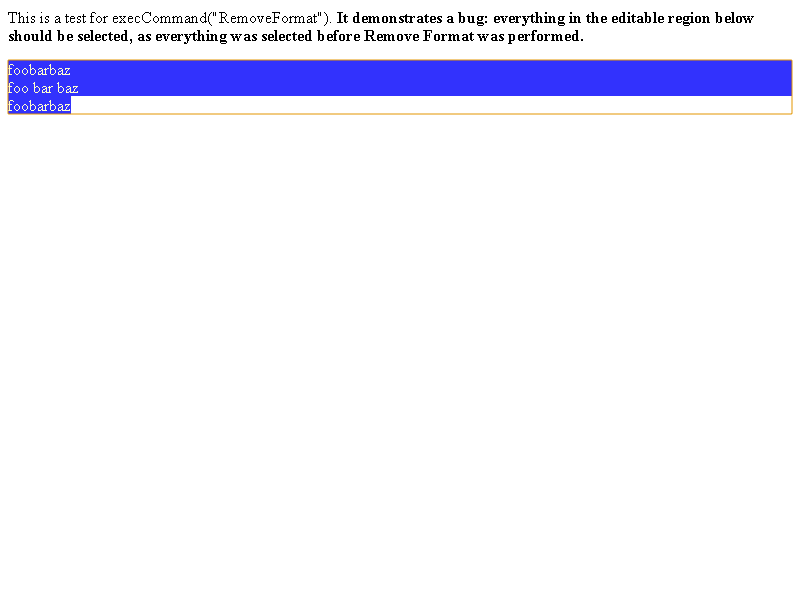 This is a test for execCommand("RemoveFormat"). It demonstrates a bug: everything in the editable region below
should be selected, as everything was selected before Remove Format was performed.
foobarbaz
foo bar baz
foobarbaz